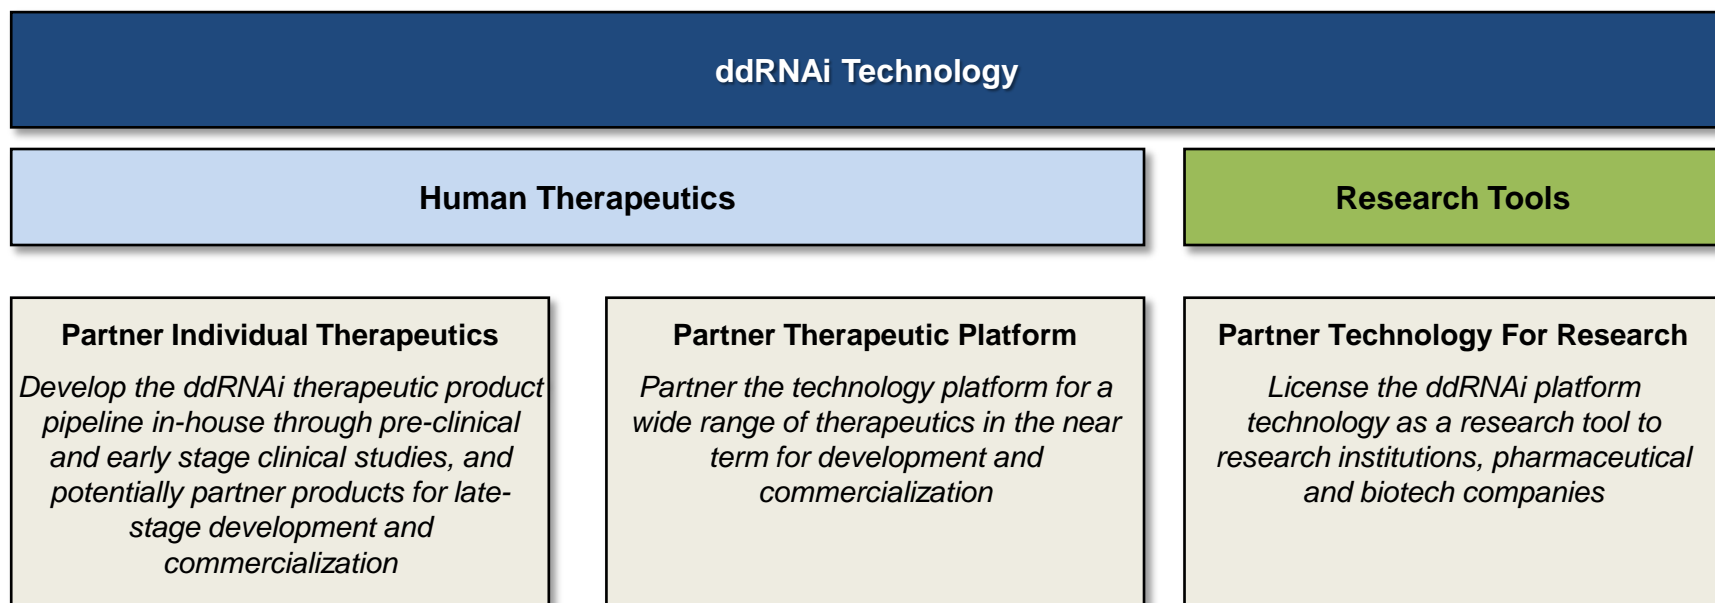 ddRNAi Technology
Human Therapeutics
Research Tools
Partner Individual Therapeutics
Develop the ddRNAi therapeutic product
pipeline in-house through pre-clinical
and early stage clinical studies, and
potentially partner products for late-
stage development and
commercialization
Partner Therapeutic Platform
Partner the technology platform for a
wide range of therapeutics in the near
term for development and
commercialization
Partner Technology For Research
License the ddRNAi platform
technology as a research tool to
research institutions, pharmaceutical
and biotech companies